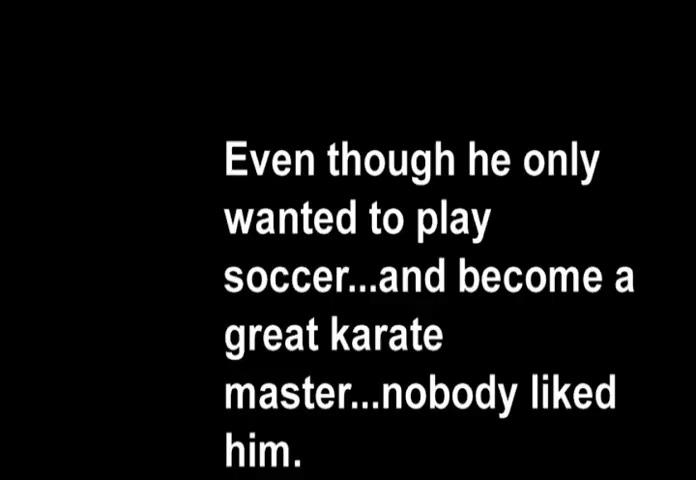 Even though he only
wanted to play
soccer...and become a
great karate
master...nobody liked
him.